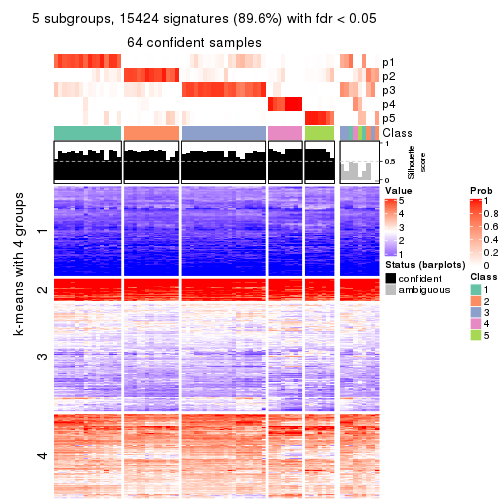 5 subgroups, 15424 signatures (89.6%) with fdr < 0.05
64 confident samples
p1
p2
p3
p4
p5
Class
1
0.5
0
Silhouette
score
k-means with 4 groups
1
2
3
4
Value
5
4
3
2
1
Status (barplots)
confident
ambiguous
Prob
1
0.8
0.6
0.4
0.2
0
Class
1
2
3
4
5